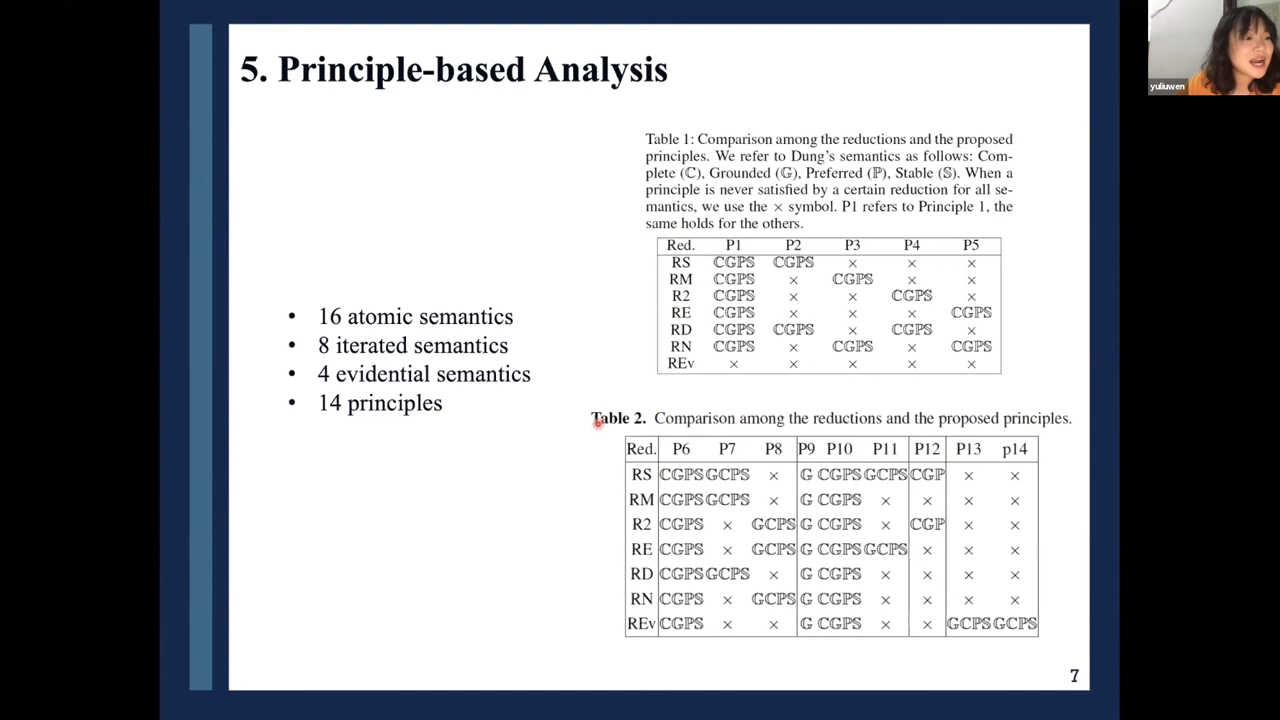 5. Principle-based Analysis
yuliuwen
Table 1: Comparison among the reductions and the proposed
principles. We refer to Dung's semantics as follows: Com-
plete (ℂ), Grounded (𝔾), Preferred (ℙ), Stable (𝕊). When a
principle is never satisfied by a certain reduction for all se-
mantics, we use the × symbol. P1 refers to Principle 1, the
same holds for the others.
Red. P1 P2 P3 P4 P5
RS ℂ𝔾ℙ𝕊 ℂ𝔾ℙ𝕊 × × ×
RM ℂ𝔾ℙ𝕊 × ℂ𝔾ℙ𝕊 × ×
R2 ℂ𝔾ℙ𝕊 × × ℂ𝔾ℙ𝕊 ×
RE ℂ𝔾ℙ𝕊 × × × ℂ𝔾ℙ𝕊
RD ℂ𝔾ℙ𝕊 ℂ𝔾ℙ𝕊 × ℂ𝔾ℙ𝕊 ×
RN ℂ𝔾ℙ𝕊 × ℂ𝔾ℙ𝕊 × ℂ𝔾ℙ𝕊
REv × × × × ×
• 16 atomic semantics
• 8 iterated semantics
• 4 evidential semantics
• 14 principles
Table 2. Comparison among the reductions and the proposed principles.
Red. P6 P7 P8 P9 P10 P11 P12 P13 p14
RS ℂ𝔾ℙ𝕊 𝔾ℂℙ𝕊 × 𝔾 ℂ𝔾ℙ𝕊 𝔾ℂℙ𝕊 ℂ𝔾ℙ × ×
RM ℂ𝔾ℙ𝕊 𝔾ℂℙ𝕊 × 𝔾 ℂ𝔾ℙ𝕊 × × × ×
R2 ℂ𝔾ℙ𝕊 × 𝔾ℂℙ𝕊 𝔾 ℂ𝔾ℙ𝕊 × ℂ𝔾ℙ × ×
RE ℂ𝔾ℙ𝕊 × 𝔾ℂℙ𝕊 𝔾 ℂ𝔾ℙ𝕊 𝔾ℂℙ𝕊 × × ×
RD ℂ𝔾ℙ𝕊 𝔾ℂℙ𝕊 × 𝔾 ℂ𝔾ℙ𝕊 × × × ×
RN ℂ𝔾ℙ𝕊 × 𝔾ℂℙ𝕊 𝔾 ℂ𝔾ℙ𝕊 × × × ×
REv ℂ𝔾ℙ𝕊 × × 𝔾 ℂ𝔾ℙ𝕊 × × 𝔾ℂℙ𝕊 𝔾ℂℙ𝕊
7